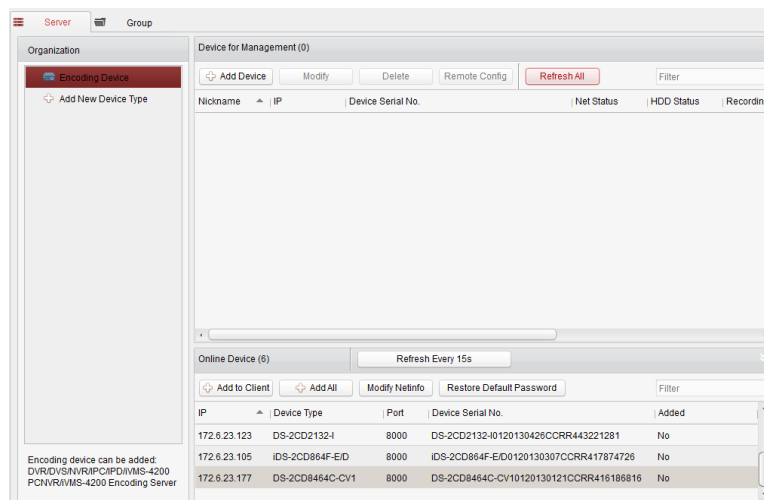 Server Group
Organization
Encoding Device
Add New Device Type
Encoding device can be added:
DVR/DVS/NVR/IPC/IPD/iVMS-4200
PCNVR/iVMS-4200 Encoding Server
Device for Management (0)
Add Device Modify Delete Remote Config Refresh All Filter
Nickname IP Device Serial No. Net Status HDD Status Recordin
Online Device (6) Refresh Every 15s
Add to Client Add All Modify Netinfo Restore Default Password Filter
IP Device Type Port Device Serial No. Added
172.6.23.123 DS-2CD2132-I 8000 DS-2CD2132-I0120130426CCRR443221281 No
172.6.23.105 iDS-2CD864F-E/D 8000 iDS-2CD864F-E/D0120130307CCRR417874726 No
172.6.23.177 DS-2CD8464C-CV1 8000 DS-2CD8464C-CV10120130121CCRR416186816 No